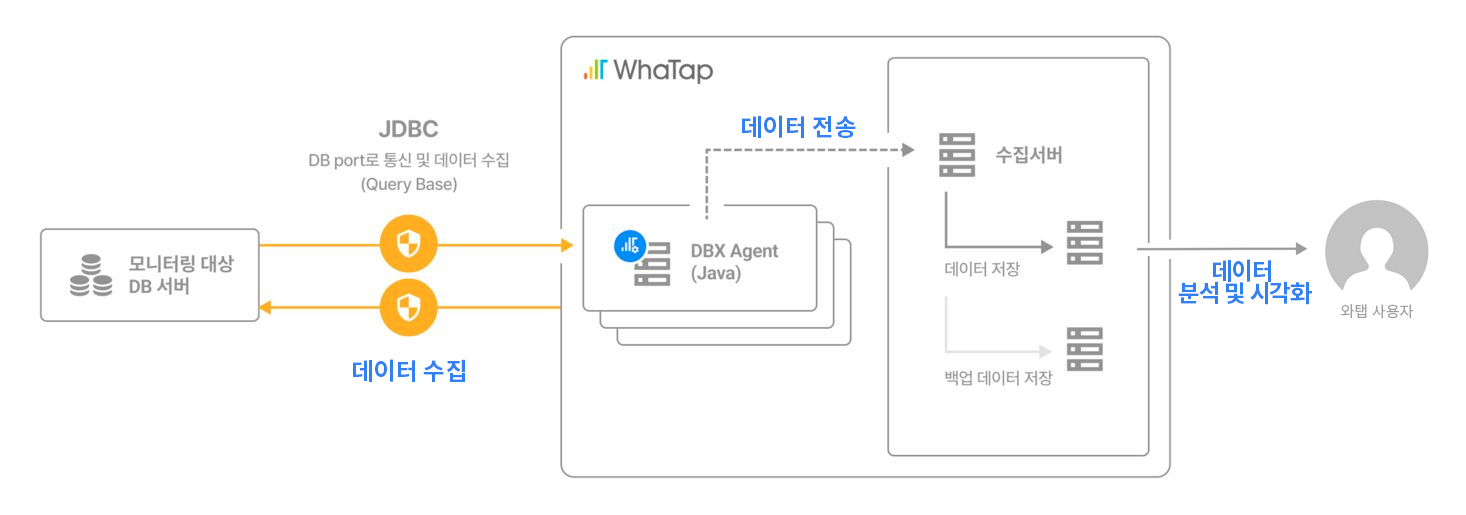 WhaTap
JDBC
DB port로 통신 및 데이터 수집
(Query Base)
데이터 전송
수집서버
모니터링 대상
DB 서버
DBX Agent
(Java)
데이터 저장
데이터
분석 및 시각화
와탭 사용자
데이터 수집
백업 데이터 저장